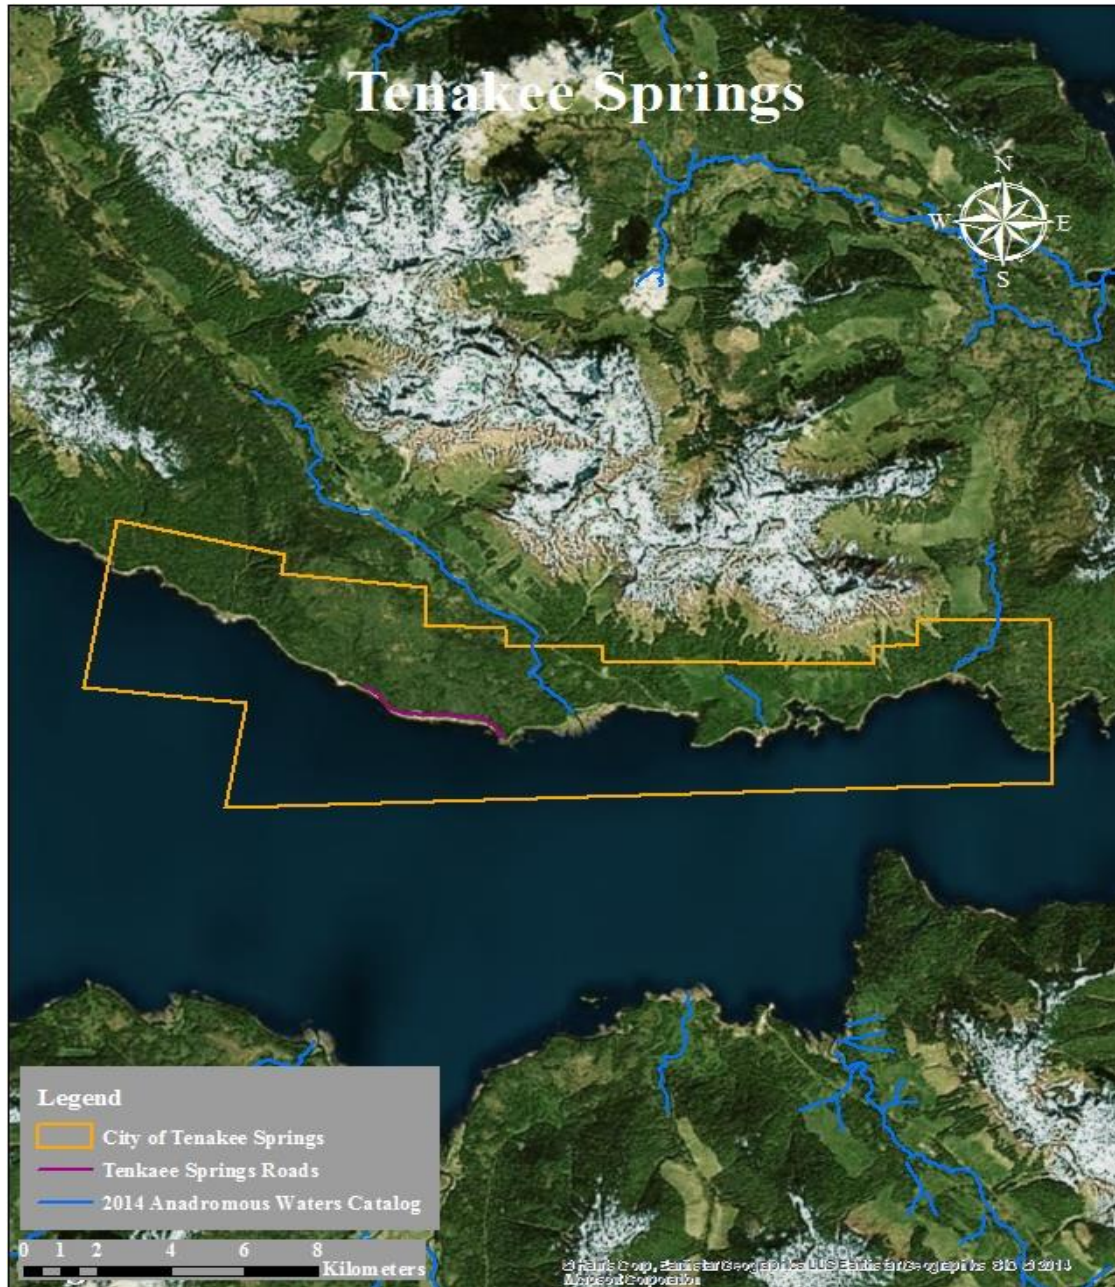 Tenakee Springs
N
W E
S
Legend
City of Tenakee Springs
Tenkaee Springs Roads
2014 Anadromous Waters Catalog
0 1 2 4 6 8
Kilometers
Corporation